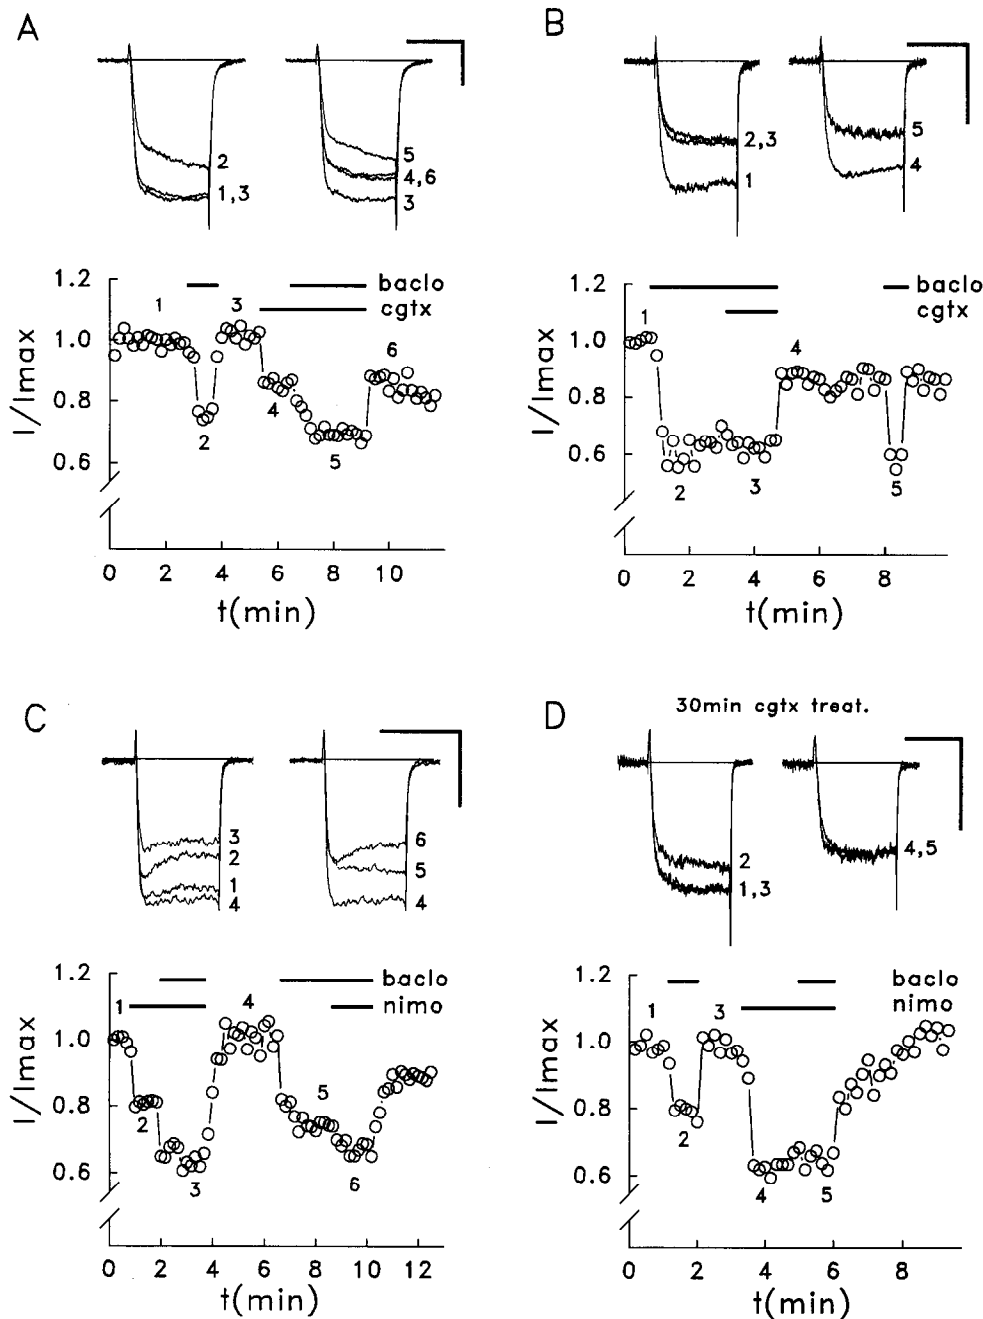 A
2
1,3
5
4,6
3
1.2
1.0
0.8
0.6
I/Imax
1
3
6
2
4
5
baclo
cgtx
0 2 4 6 8 10
t(min)
B
2,3
1
5
4
1.2
1.0
0.8
0.6
I/Imax
1
4
2
3
5
baclo
cgtx
0 2 4 6 8
t(min)
C
3
2
1
4
6
5
4
1.2
1.0
0.8
0.6
I/Imax
1
4
5
2
3
6
baclo
nimo
0 2 4 6 8 10 12
t(min)
D
30min cgtx treat.
2
1,3
4,5
1.2
1.0
0.8
0.6
I/Imax
1
3
2
4
5
baclo
nimo
0 2 4 6 8
t(min)